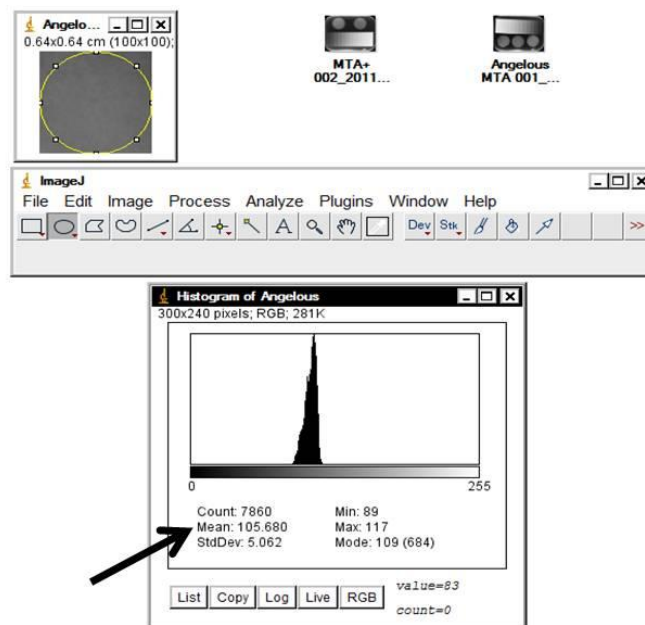 Angelo...
0.64x0.64 cm (100x100);
MTA+
002_2011...
Angelous
MTA 001_...
ImageJ
File Edit Image Process Analyze Plugins Window Help
A Dev Stk >>
Histogram of Angelous
300x240 pixels; RGB; 281K
0 255
Count: 7860 Min: 89
Mean: 105.680 Max: 117
StdDev: 5.062 Mode: 109 (684)
List Copy Log Live RGB value=83
count=0